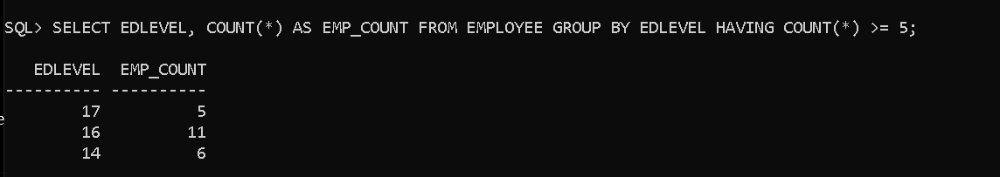 SQL> SELECT EDLEVEL, COUNT(*) AS EMP_COUNT FROM EMPLOYEE GROUP BY EDLEVEL HAVING COUNT(*) >= 5;
EDLEVEL EMP_COUNT
---------- ----------
17 5
e
16 11
14 6